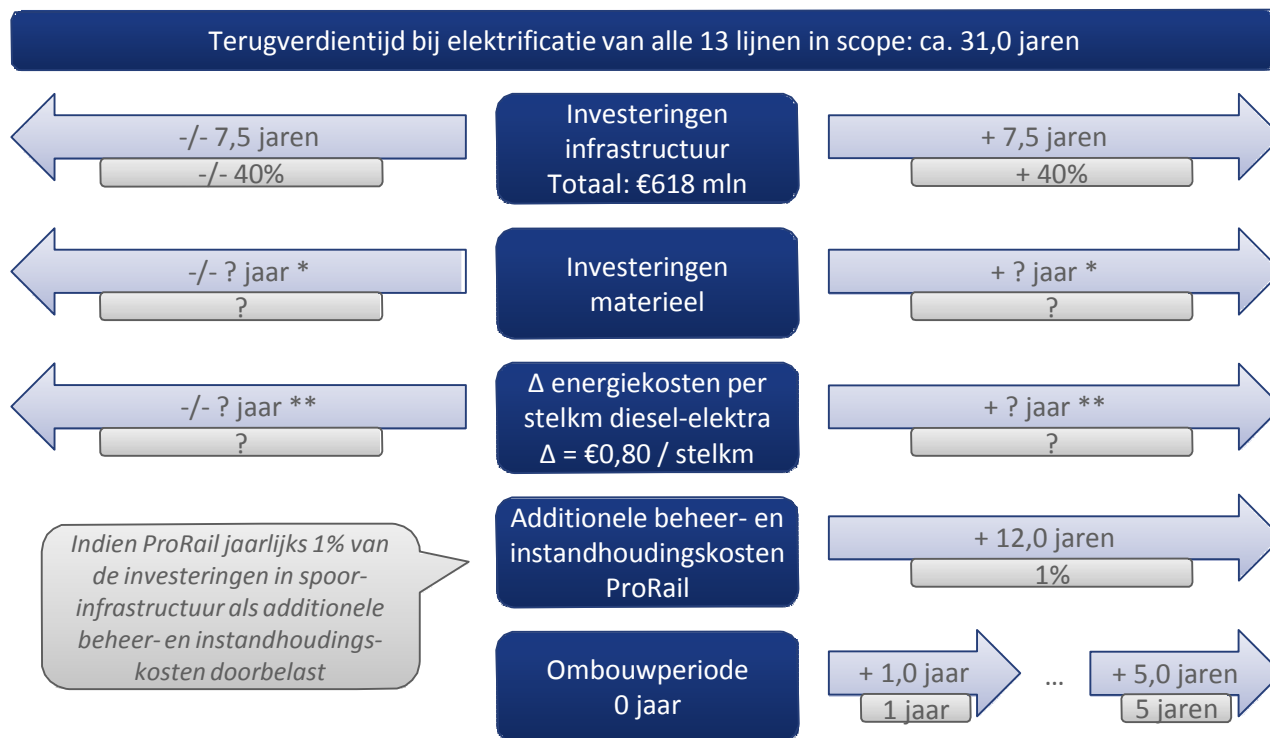 Terugverdientijd bij elektrificatie van alle 13 lijnen in scope: ca. 31,0 jaren
-/- 7,5 jaren
-/- 40%
Investeringen
infrastructuur
Totaal: €618 mln
+ 7,5 jaren
+ 40%
-/- ? jaar *
?
Investeringen
materieel
+ ? jaar *
?
-/- ? jaar **
?
Δ energiekosten per
stelkm diesel-elektra
Δ = €0,80 / stelkm
+ ? jaar **
?
Indien ProRail jaarlijks 1% van
de investeringen in spoor-
infrastructuur als additionele
beheer- en instandhoudings-
kosten doorbelast
Additionele beheer- en
instandhoudingskosten
ProRail
+ 12,0 jaren
1%
Ombouwperiode
0 jaar
+ 1,0 jaar
1 jaar
...
+ 5,0 jaren
5 jaren